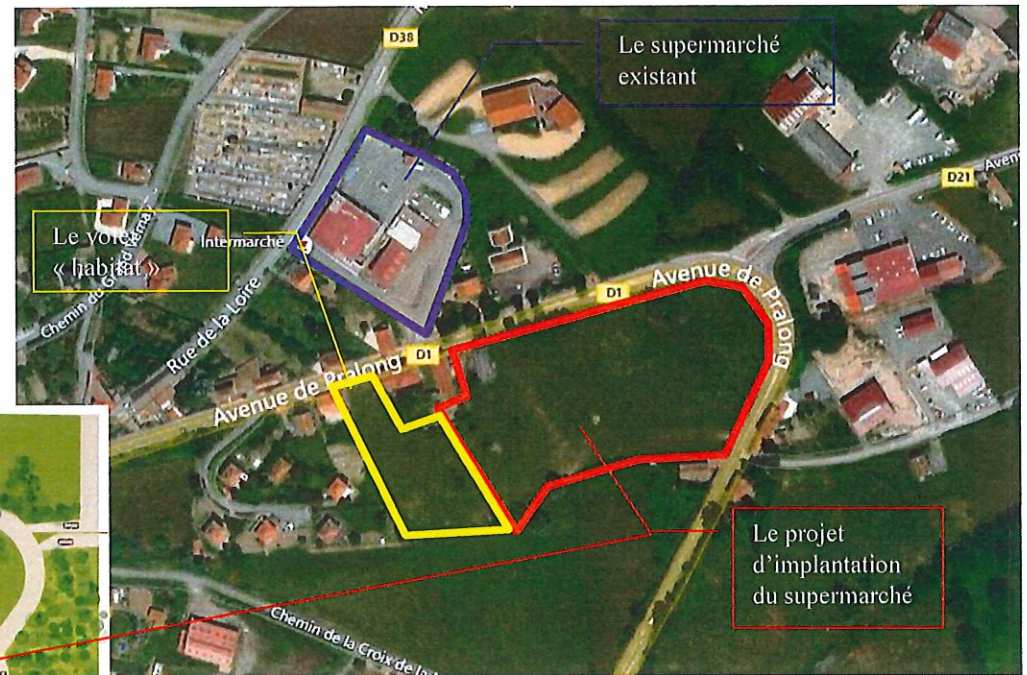 D38
Le supermarché
existant
D21
Le volet
« habitat »
Intermarché
Chemin du Grand
Rue de la Loire
D1
Avenue de Pralong
D1
Avenue de Pralong
Le projet
d'implantation
du supermarché
Chemin de la Croix de la